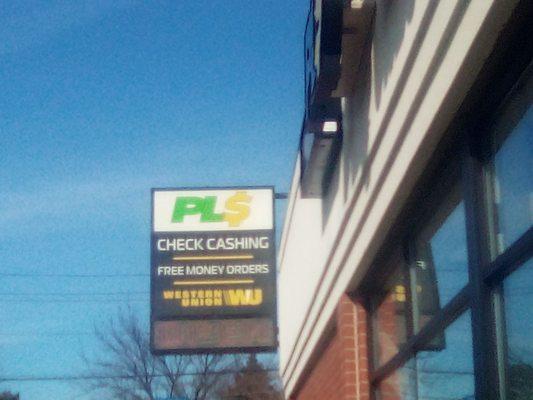 PL$
CHECK CASHING
FREE MONEY ORDERS
WESTERN
UNION WU